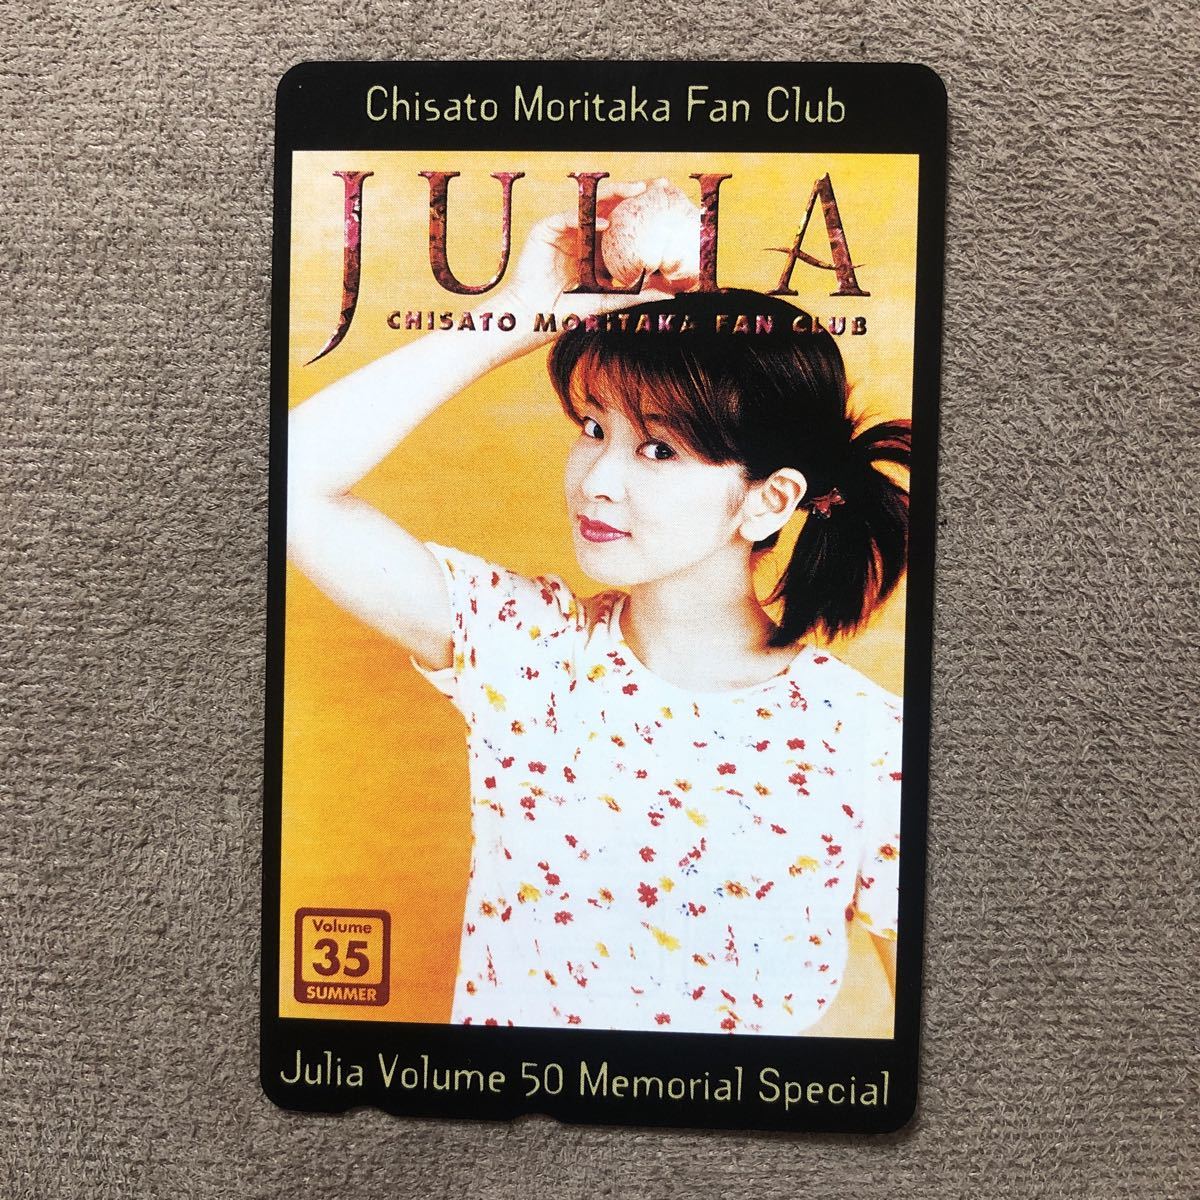 Chisato Moritaka Fan Club
JULIA
CHISATO MORITAKA FAN CLUB
Volume
35
SUMMER
Julia Volume 50 Memorial Special